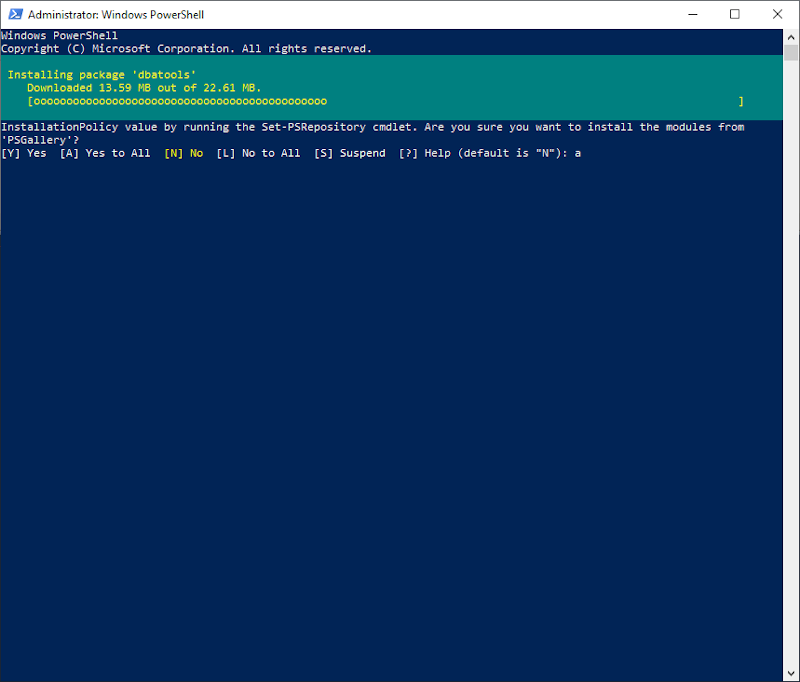 Administrator: Windows PowerShell
Windows PowerShell
Copyright (C) Microsoft Corporation. All rights reserved.
Installing package 'dbatools'
Downloaded 13.59 MB out of 22.61 MB.
[ooooooooooooooooooooooooooooooooooooooooooooo ]
InstallationPolicy value by running the Set-PSRepository cmdlet. Are you sure you want to install the modules from
'PSGallery'?
[Y] Yes [A] Yes to All [N] No [L] No to All [S] Suspend [?] Help (default is "N"): a